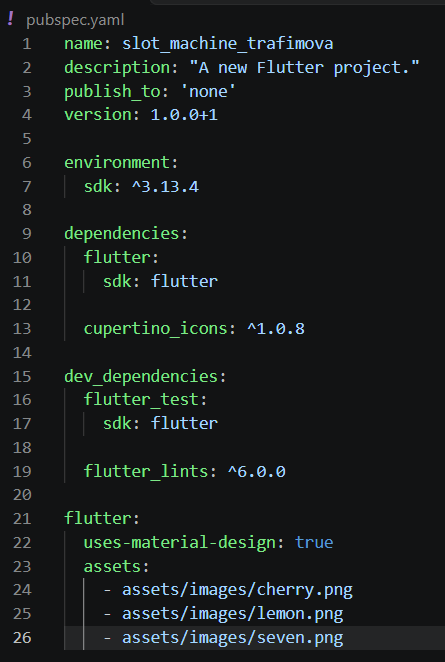 ! pubspec.yaml
1 name: slot_machine_trafimova
2 description: "A new Flutter project."
3 publish_to: 'none'
4 version: 1.0.0+1
5
6 environment:
7   sdk: ^3.13.4
8
9 dependencies:
10   flutter:
11     sdk: flutter
12
13   cupertino_icons: ^1.0.8
14
15 dev_dependencies:
16   flutter_test:
17     sdk: flutter
18
19   flutter_lints: ^6.0.0
20
21 flutter:
22   uses-material-design: true
23   assets:
24     - assets/images/cherry.png
25     - assets/images/lemon.png
26     - assets/images/seven.png